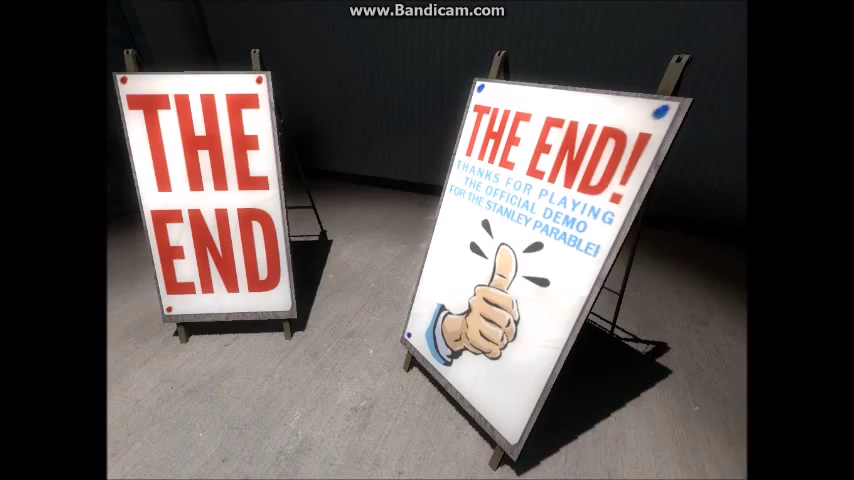 www.Bandicam.com
THE
END
THE END!
THANKS FOR PLAYING
THE OFFICIAL DEMO
FOR THE STANLEY PARABLE!